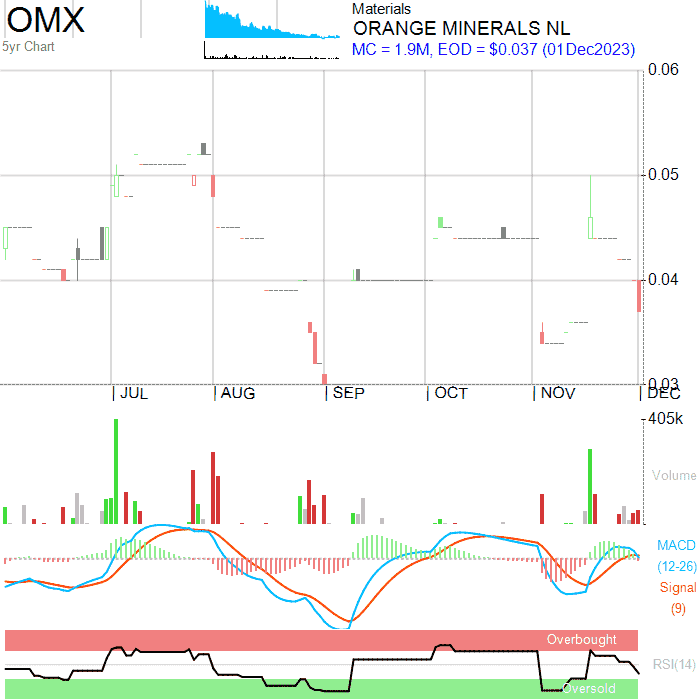 OMX
5yr Chart
Materials
ORANGE MINERALS NL
MC = 1.9M, EOD = $0.037 (01Dec2023)
0.06
0.05
0.04
0.03
JUL
AUG
SEP
OCT
NOV
DEC
405k
Volume
MACD
(12-26)
Signal
(9)
Overbought
RSI(14)
Oversold